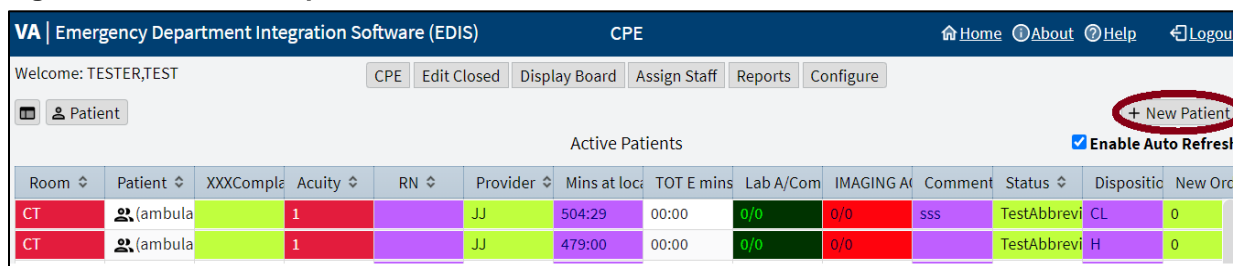 VA | Emergency Department Integration Software (EDIS) CPE Home About Help Logou
Welcome: TESTER,TEST CPE Edit Closed Display Board Assign Staff Reports Configure
Patient + New Patient
Active Patients Enable Auto Refresh
Room Patient XXXCompla Acuity RN Provider Mins at loca TOT E mins Lab A/Com IMAGING A Comment Status Dispositio New Ord
CT (ambula 1 JJ 504:29 00:00 0/0 0/0 sss TestAbbrevi CL 0
CT (ambula 1 JJ 479:00 00:00 0/0 0/0 TestAbbrevi H 0